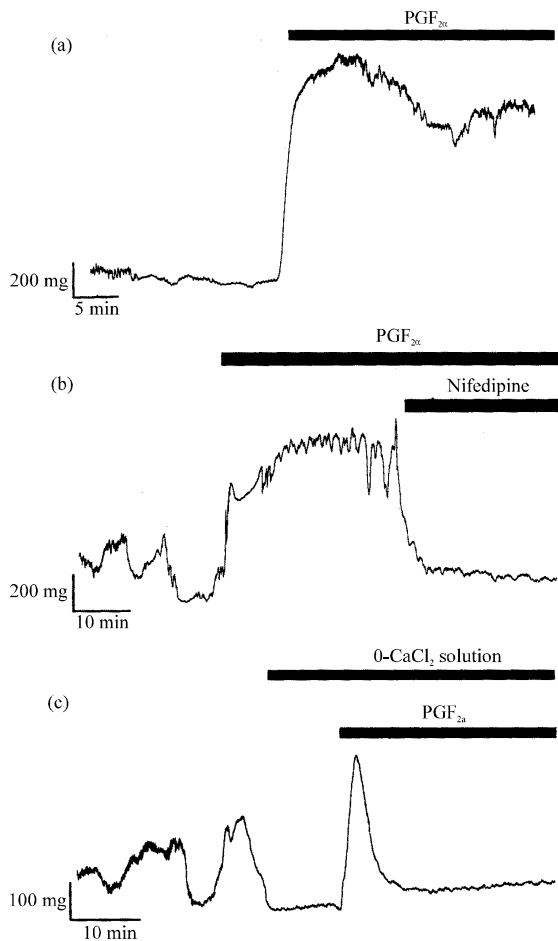 PGF₂α
(a)
200 mg
5 min
PGF₂α
(b)
Nifedipine
200 mg
10 min
0-CaCl₂ solution
(c)
PGF₂a
100 mg
10 min